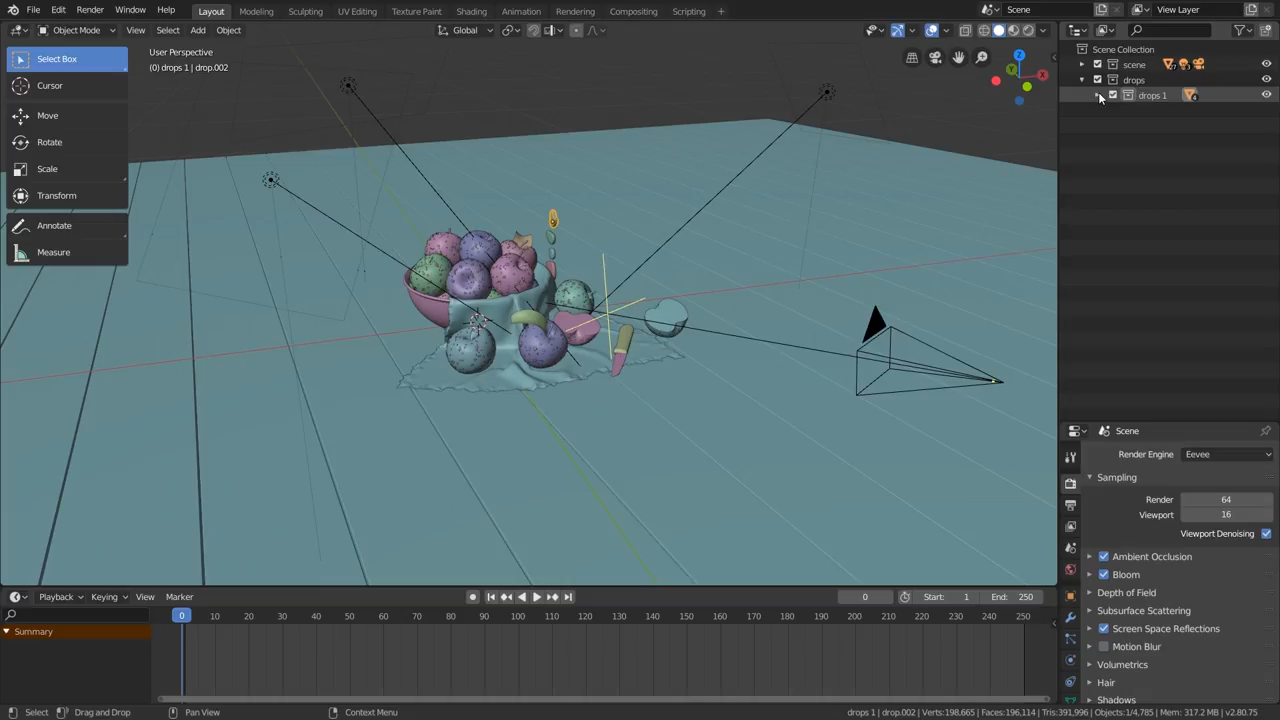 File Edit Render Window Help Layout Modeling Sculpting UV Editing Texture Paint Shading Animation Rendering Compositing Scripting + Scene View Layer
Object Mode View Select Add Object Global
Select Box
Cursor
Move
Rotate
Scale
Transform
Annotate
Measure
User Perspective
(0) drops 1 | drop.002
Z
X
Y
Scene Collection
scene
drops
drops 1 4
Scene
Render Engine Eevee
Sampling
Render 64
Viewport 16
Viewport Denoising
Ambient Occlusion
Bloom
Depth of Field
Subsurface Scattering
Screen Space Reflections
Motion Blur
Volumetrics
Hair
Shadows
Playback Keying View Marker 0 Start: 1 End: 250
0 10 20 30 40 50 60 70 80 90 100 110 120 130 140 150 160 170 180 190 200 210 220 230 240 250
Summary
Select Drag and Drop Pan View Context Menu drops 1 | drop.002 | Verts:198,665 | Faces:196,114 | Tris:391,996 | Objects:1/4,785 | Mem: 317.2 MB | v2.80.75